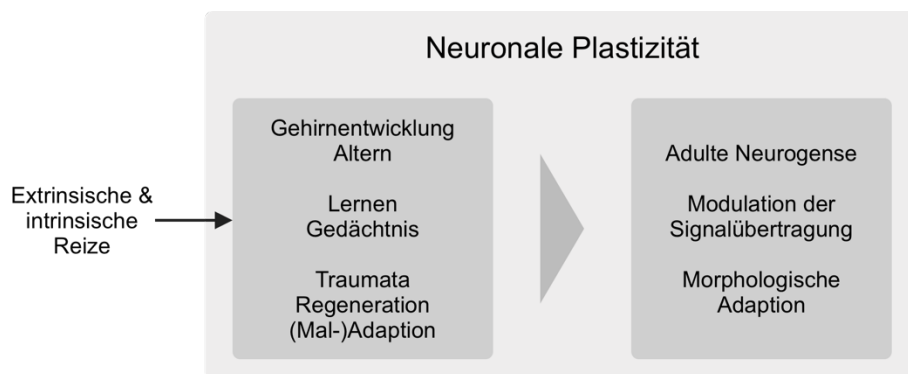 Neuronale Plastizität
Extrinsische &
intrinsische
Reize
Gehirnentwicklung
Altern
Lernen
Gedächtnis
Traumata
Regeneration
(Mal-)Adaption
Adulte Neurogense
Modulation der
Signalübertragung
Morphologische
Adaption